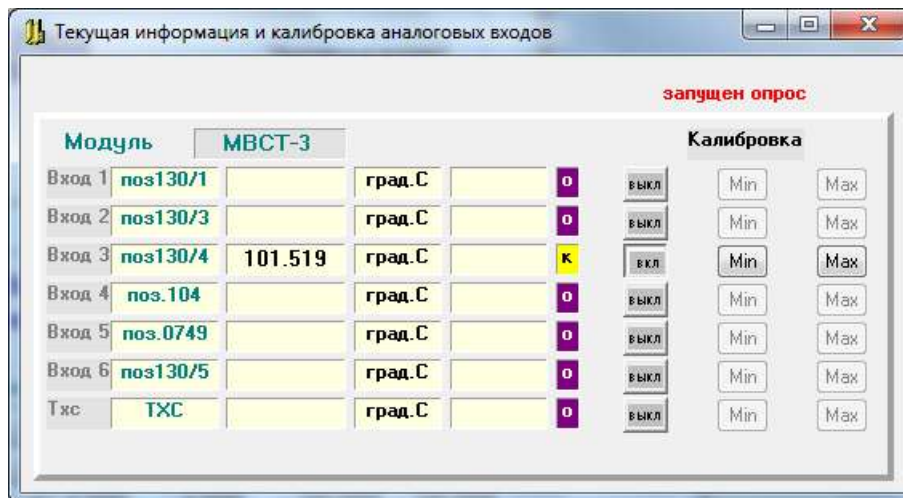 Текущая информация и калибровка аналоговых входов
запущен опрос
Модуль МВСТ-3 Калибровка
Вход 1 поз130/1 град.С о выкл Min Max
Вход 2 поз130/3 град.С о выкл Min Max
Вход 3 поз130/4 101.519 град.С к вкл Min Max
Вход 4 поз.104 град.С о выкл Min Max
Вход 5 поз.0749 град.С о выкл Min Max
Вход 6 поз130/5 град.С о выкл Min Max
Тхс ТХС град.С о выкл Min Max